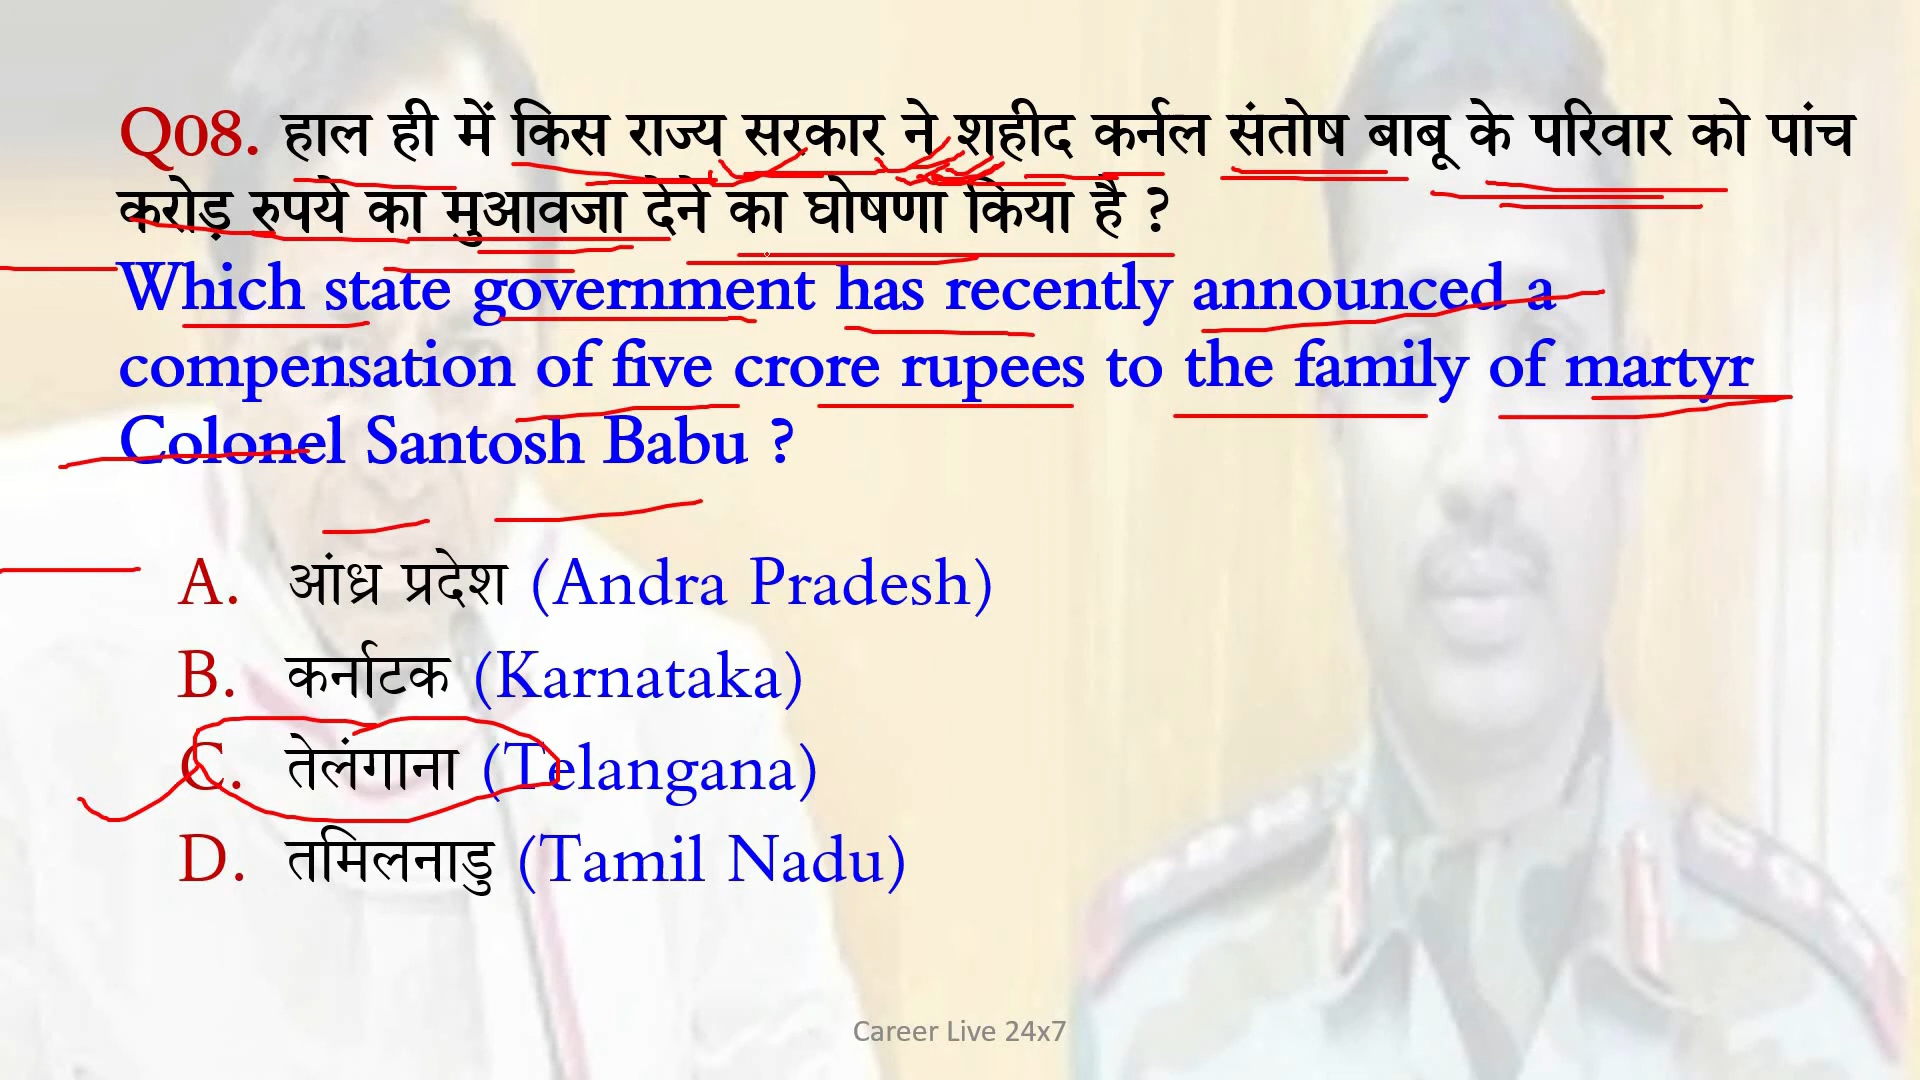 Q08. हाल ही में किस राज्य सरकार ने शहीद कर्नल संतोष बाबू के परिवार को पांच
करोड़ रुपये का मुआवजा देने का घोषणा किया है ?
Which state government has recently announced a
compensation of five crore rupees to the family of martyr
Colonel Santosh Babu ?
A. आंध्र प्रदेश (Andra Pradesh)
B. कर्नाटक (Karnataka)
C. तेलंगाना (Telangana)
D. तमिलनाडु (Tamil Nadu)
Career Live 24x7